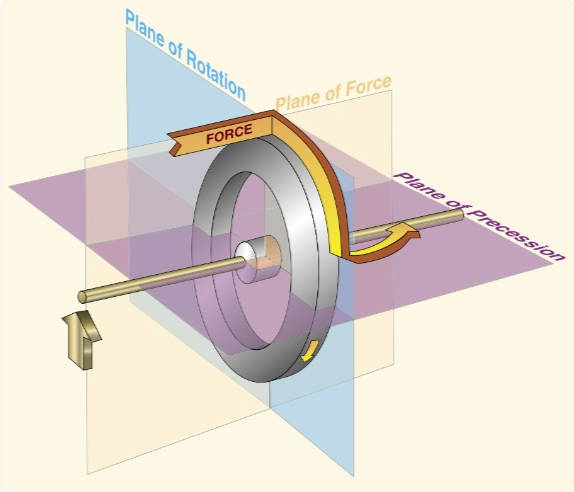 Plane of Rotation
Plane of Force
FORCE
Plane of Precession